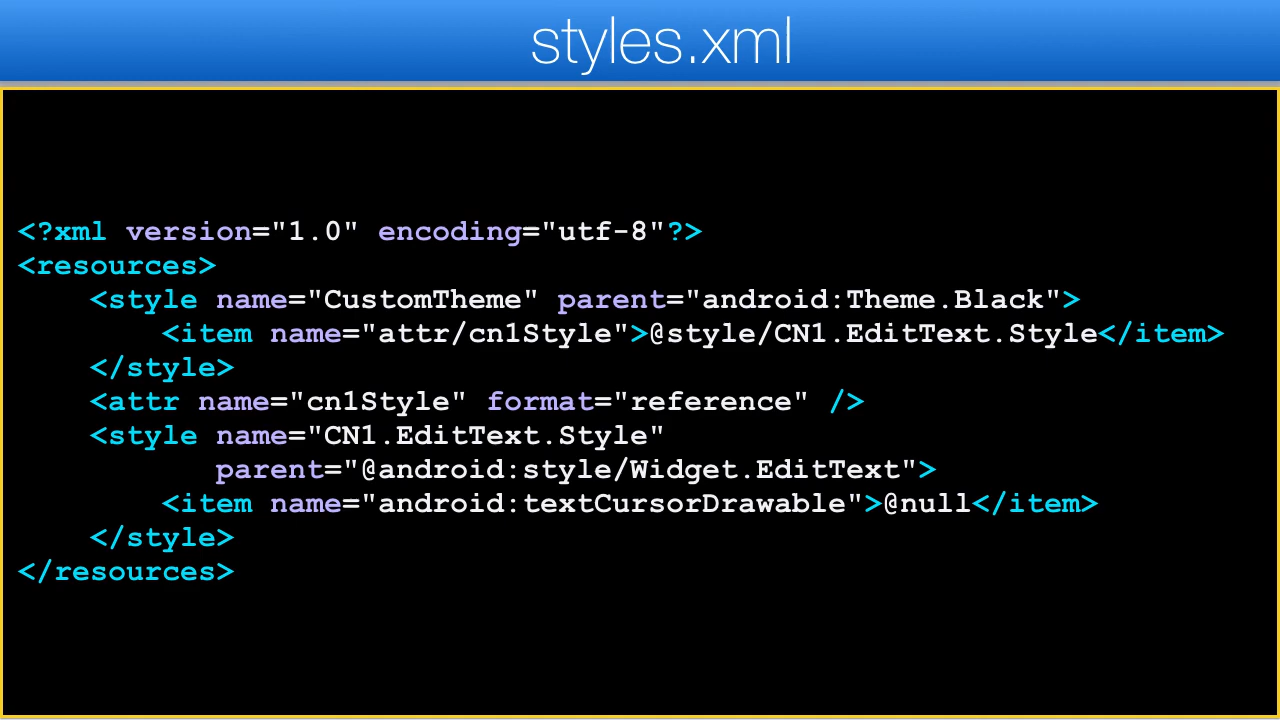 styles.xml
<?xml version="1.0" encoding="utf-8"?>
<resources>
    <style name="CustomTheme" parent="android:Theme.Black">
        <item name="attr/cn1Style">@style/CN1.EditText.Style</item>
    </style>
    <attr name="cn1Style" format="reference" />
    <style name="CN1.EditText.Style"
           parent="@android:style/Widget.EditText">
        <item name="android:textCursorDrawable">@null</item>
    </style>
</resources>